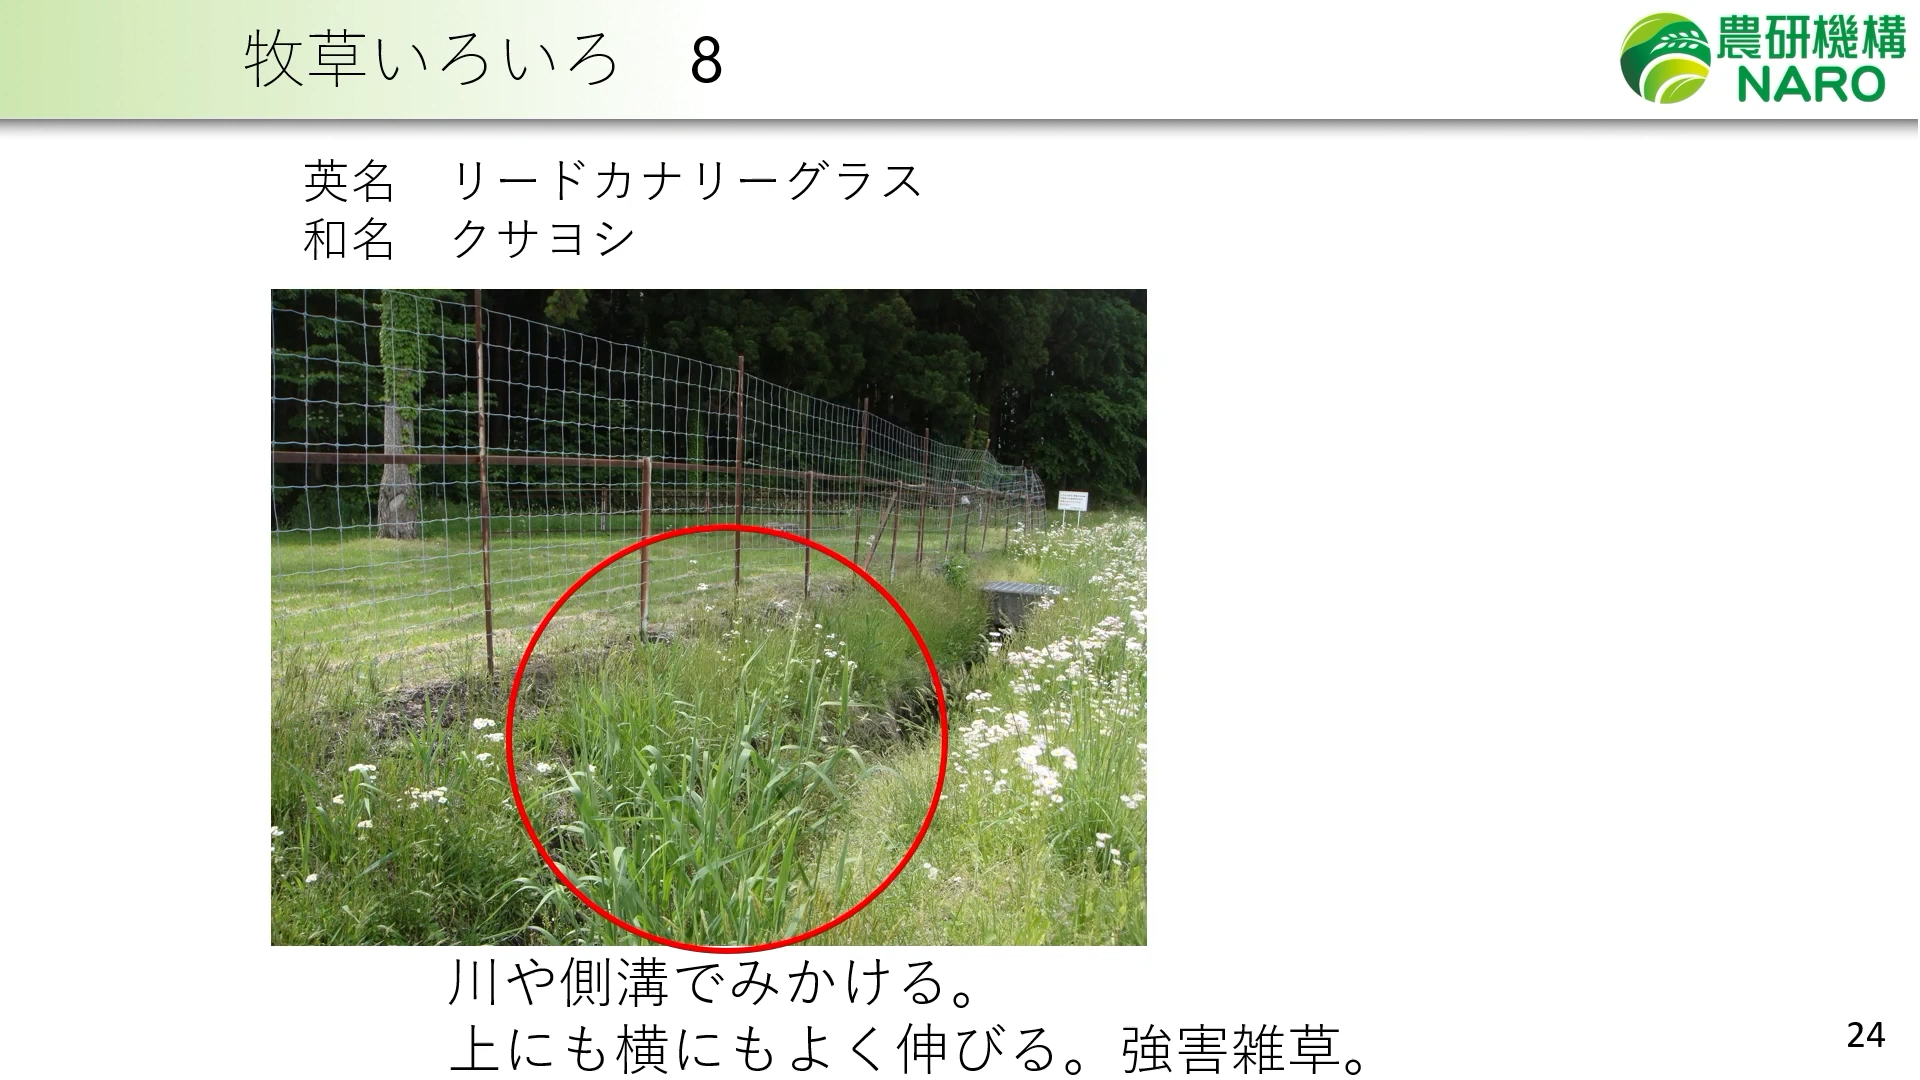 牧草いろいろ　8
農研機構
NARO
英名　リードカナリーグラス
和名　クサヨシ
川や側溝でみかける。
上にも横にもよく伸びる。強害雑草。
24